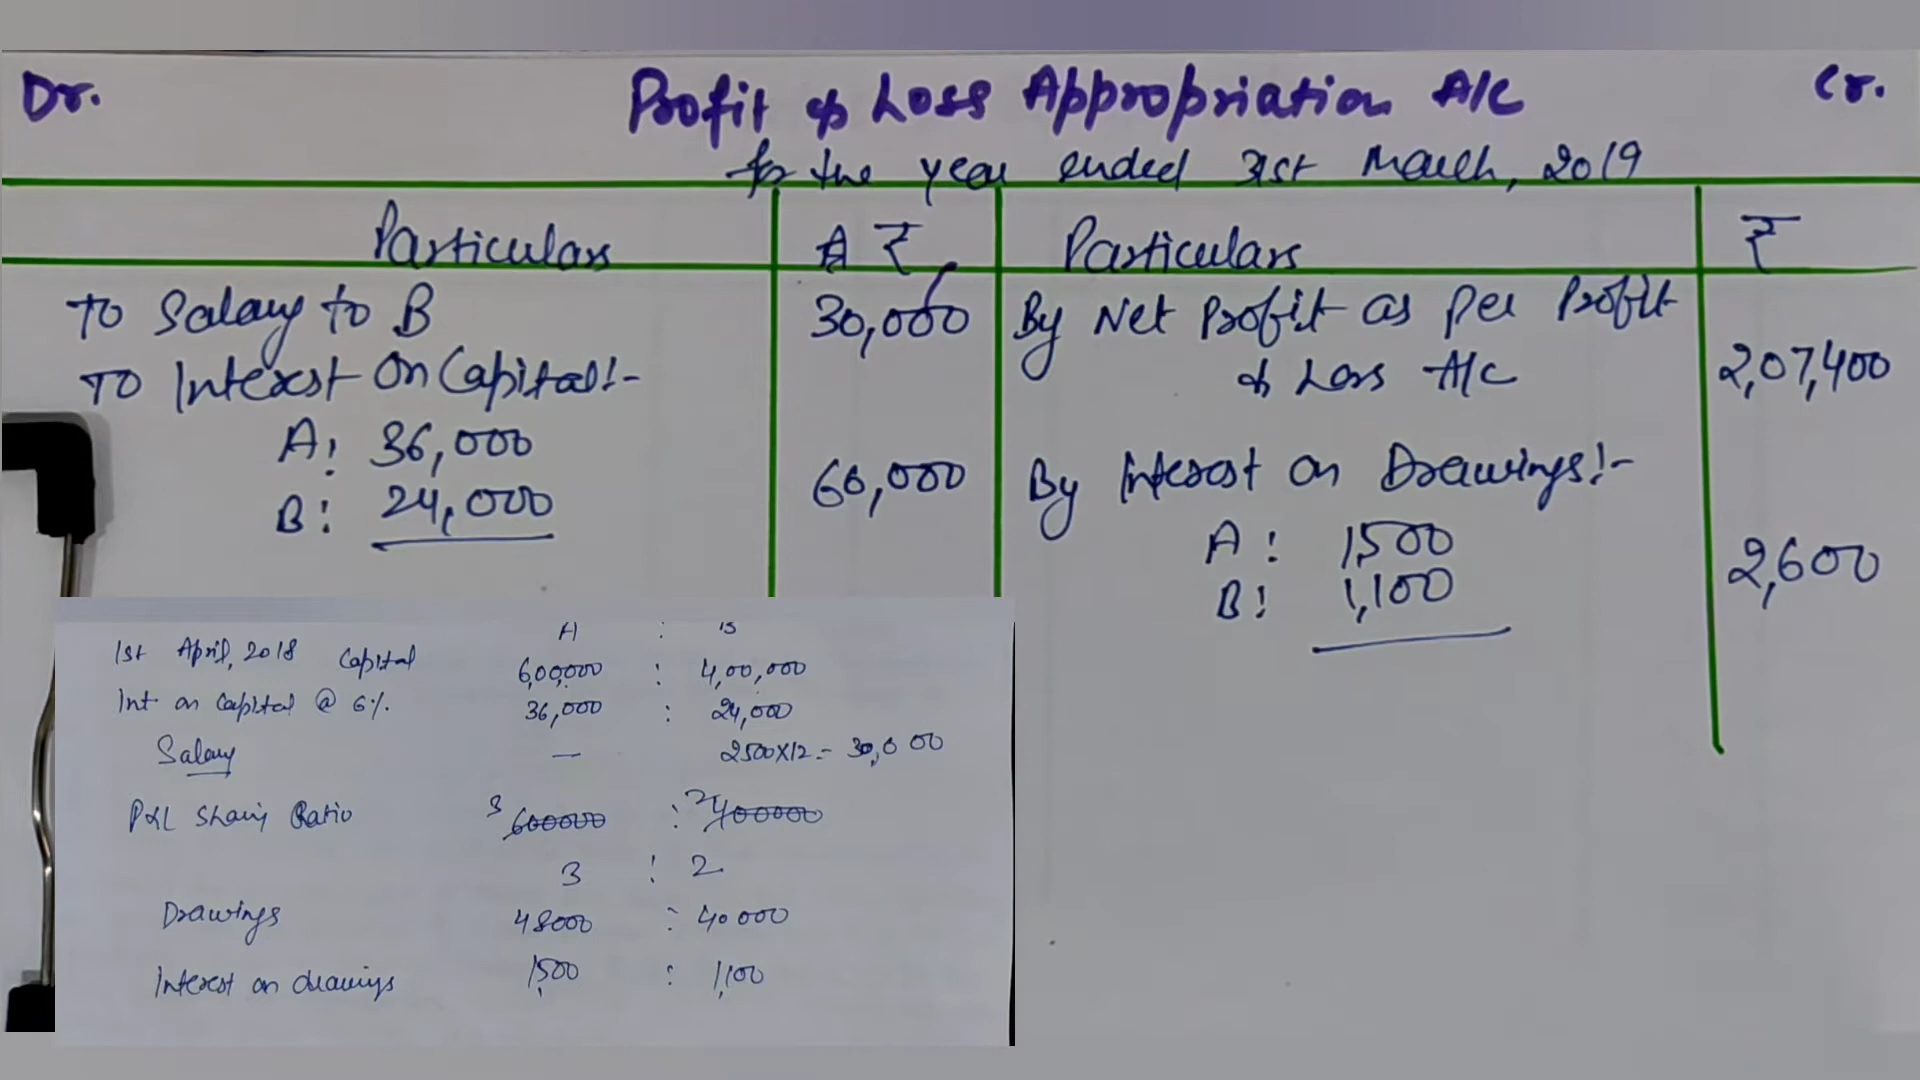 Dr. Profit & Loss Appropriation A/C Cr.
for the year ended 31st March, 2019
Particulars ₹ Particulars ₹
To Salary to B 30,000 By Net Profit as per Profit
& Loss A/C 2,07,400
To Interest on Capital:-
A: 36,000
B: 24,000 60,000
By Interest on Drawings:-
A: 1,500
B: 1,100 2,600
A : B
1st April, 2018 Capital 6,00,000 : 4,00,000
Int on Capital @ 6%. 36,000 : 24,000
Salary — 2500X12 = 30,000
P&L Sharing Ratio 3 600000 : 2 400000
3 : 2
Drawings 48000 : 40000
Interest on drawings 1,500 : 1,100